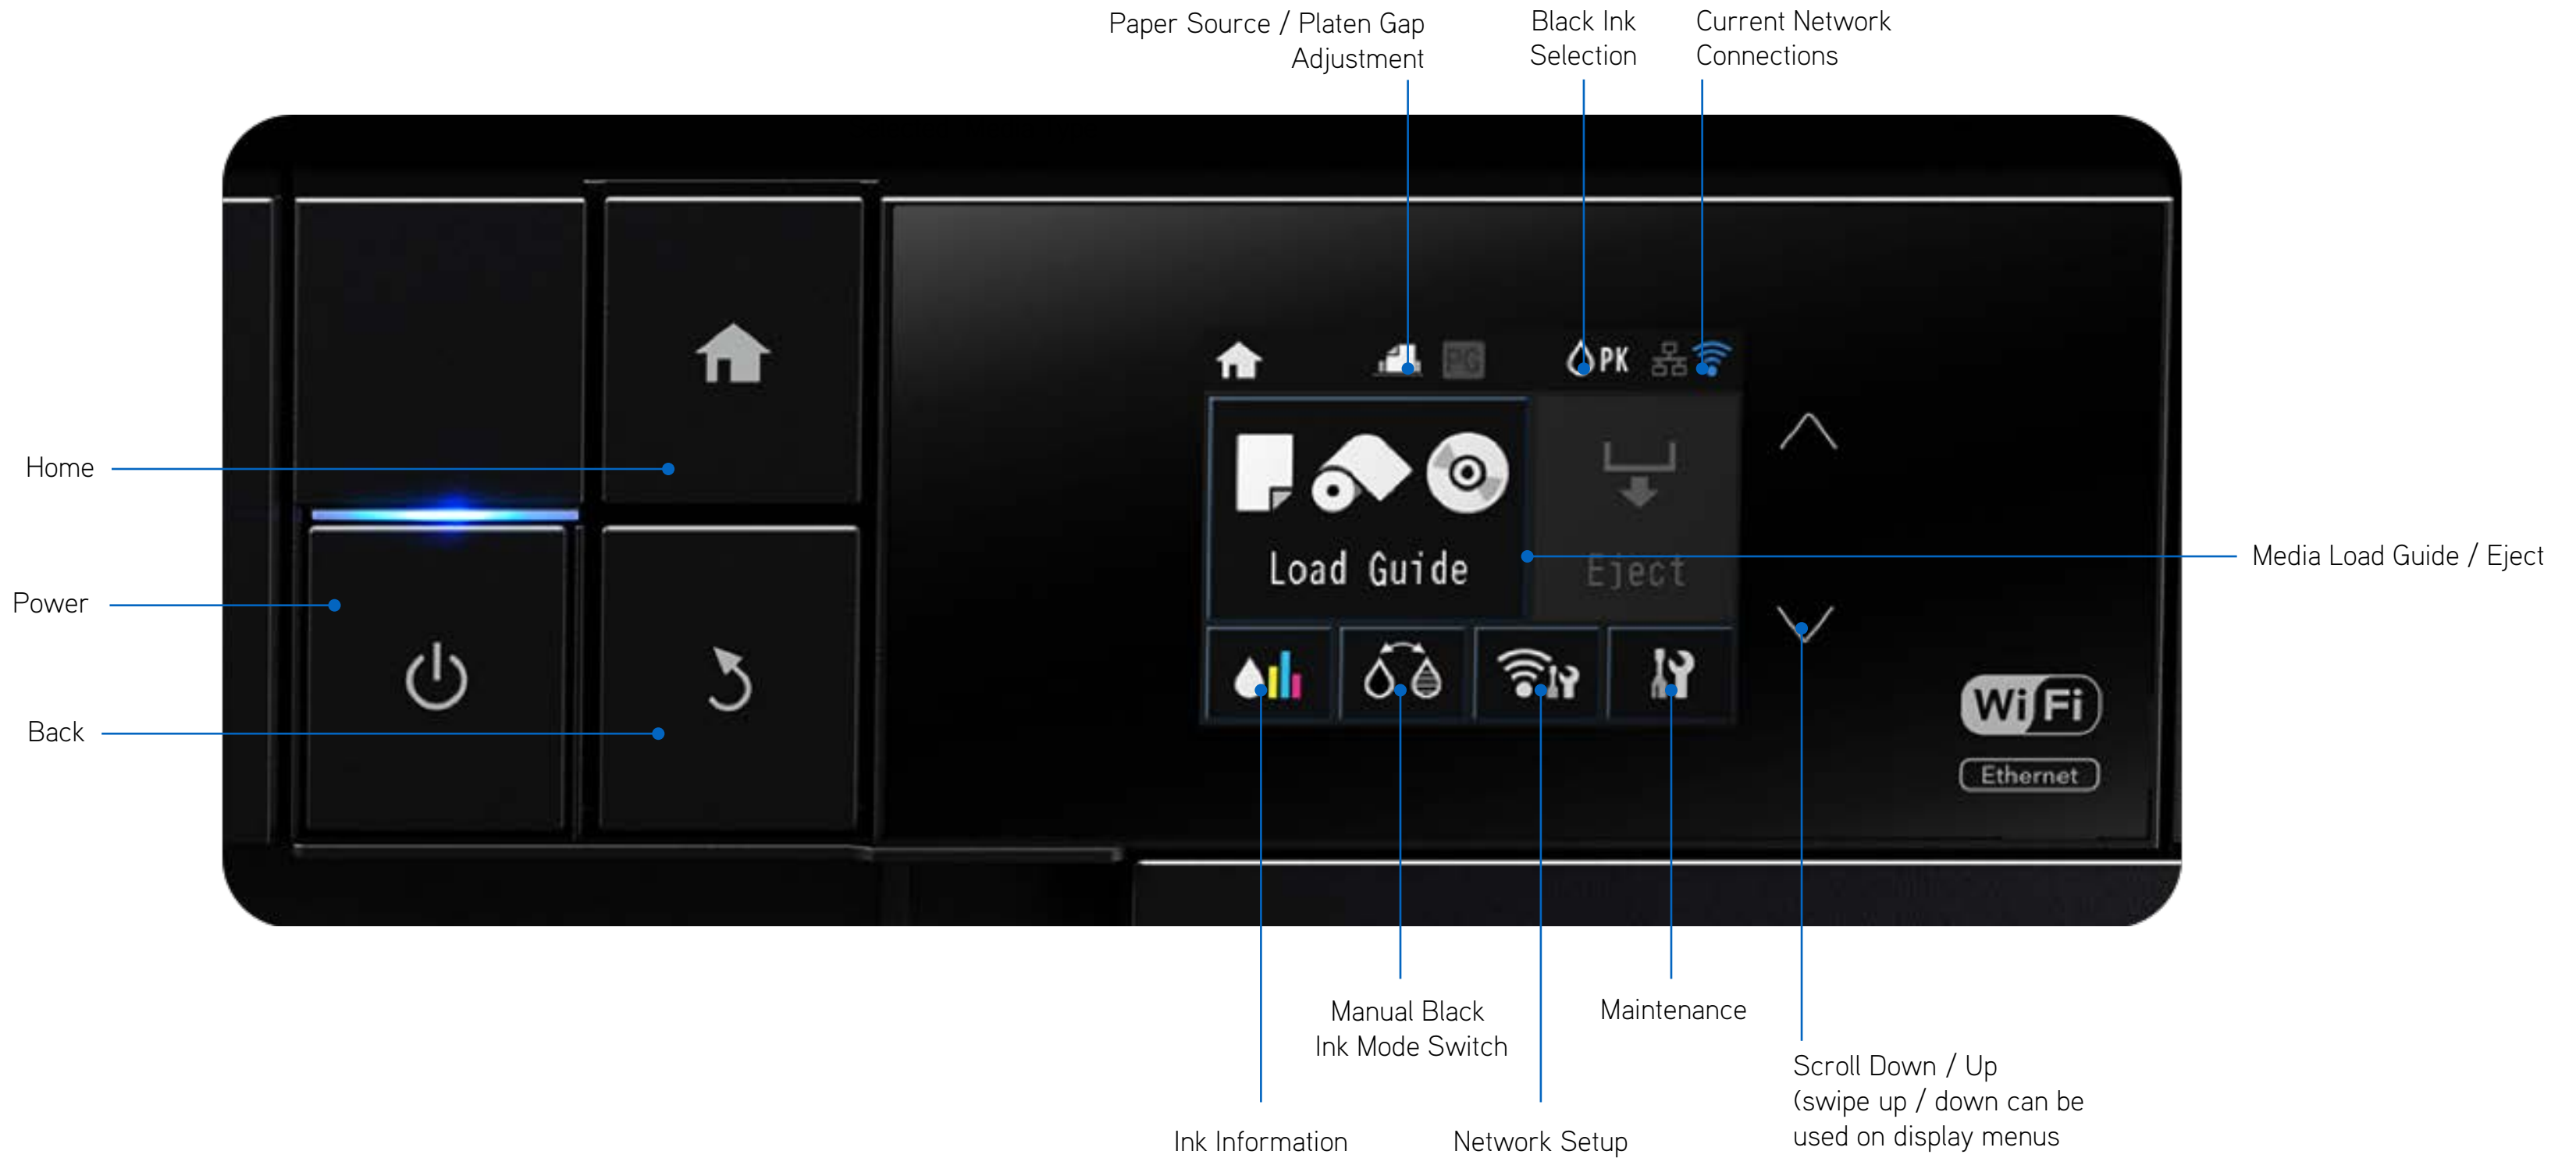 Paper Source / Platen Gap
Adjustment
Black Ink
Selection
Current Network
Connections
PG
PK
Home
Load Guide
Eject
Media Load Guide / Eject
Power
Back
WiFi
Ethernet
Manual Black
Ink Mode Switch
Maintenance
Scroll Down / Up
(swipe up / down can be
used on display menus
Ink Information
Network Setup